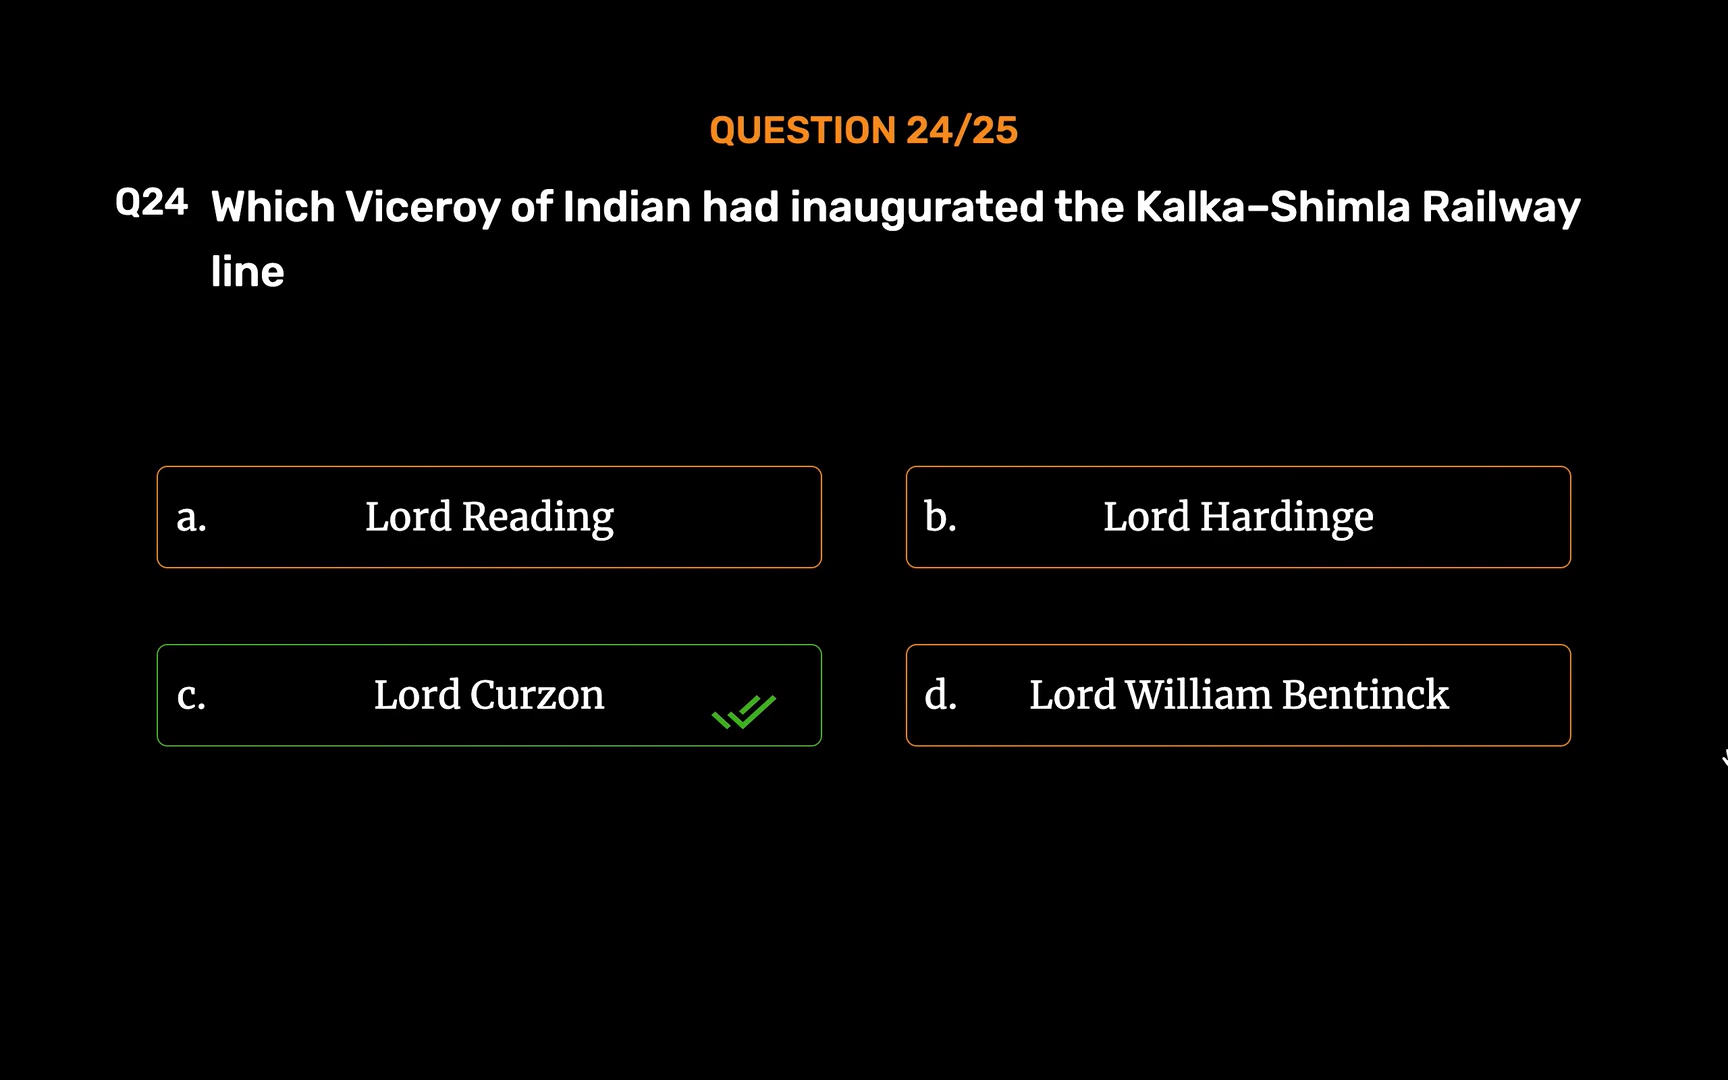 QUESTION 24/25
Q24 Which Viceroy of Indian had inaugurated the Kalka–Shimla Railway
line
a. Lord Reading
b. Lord Hardinge
c. Lord Curzon
d. Lord William Bentinck